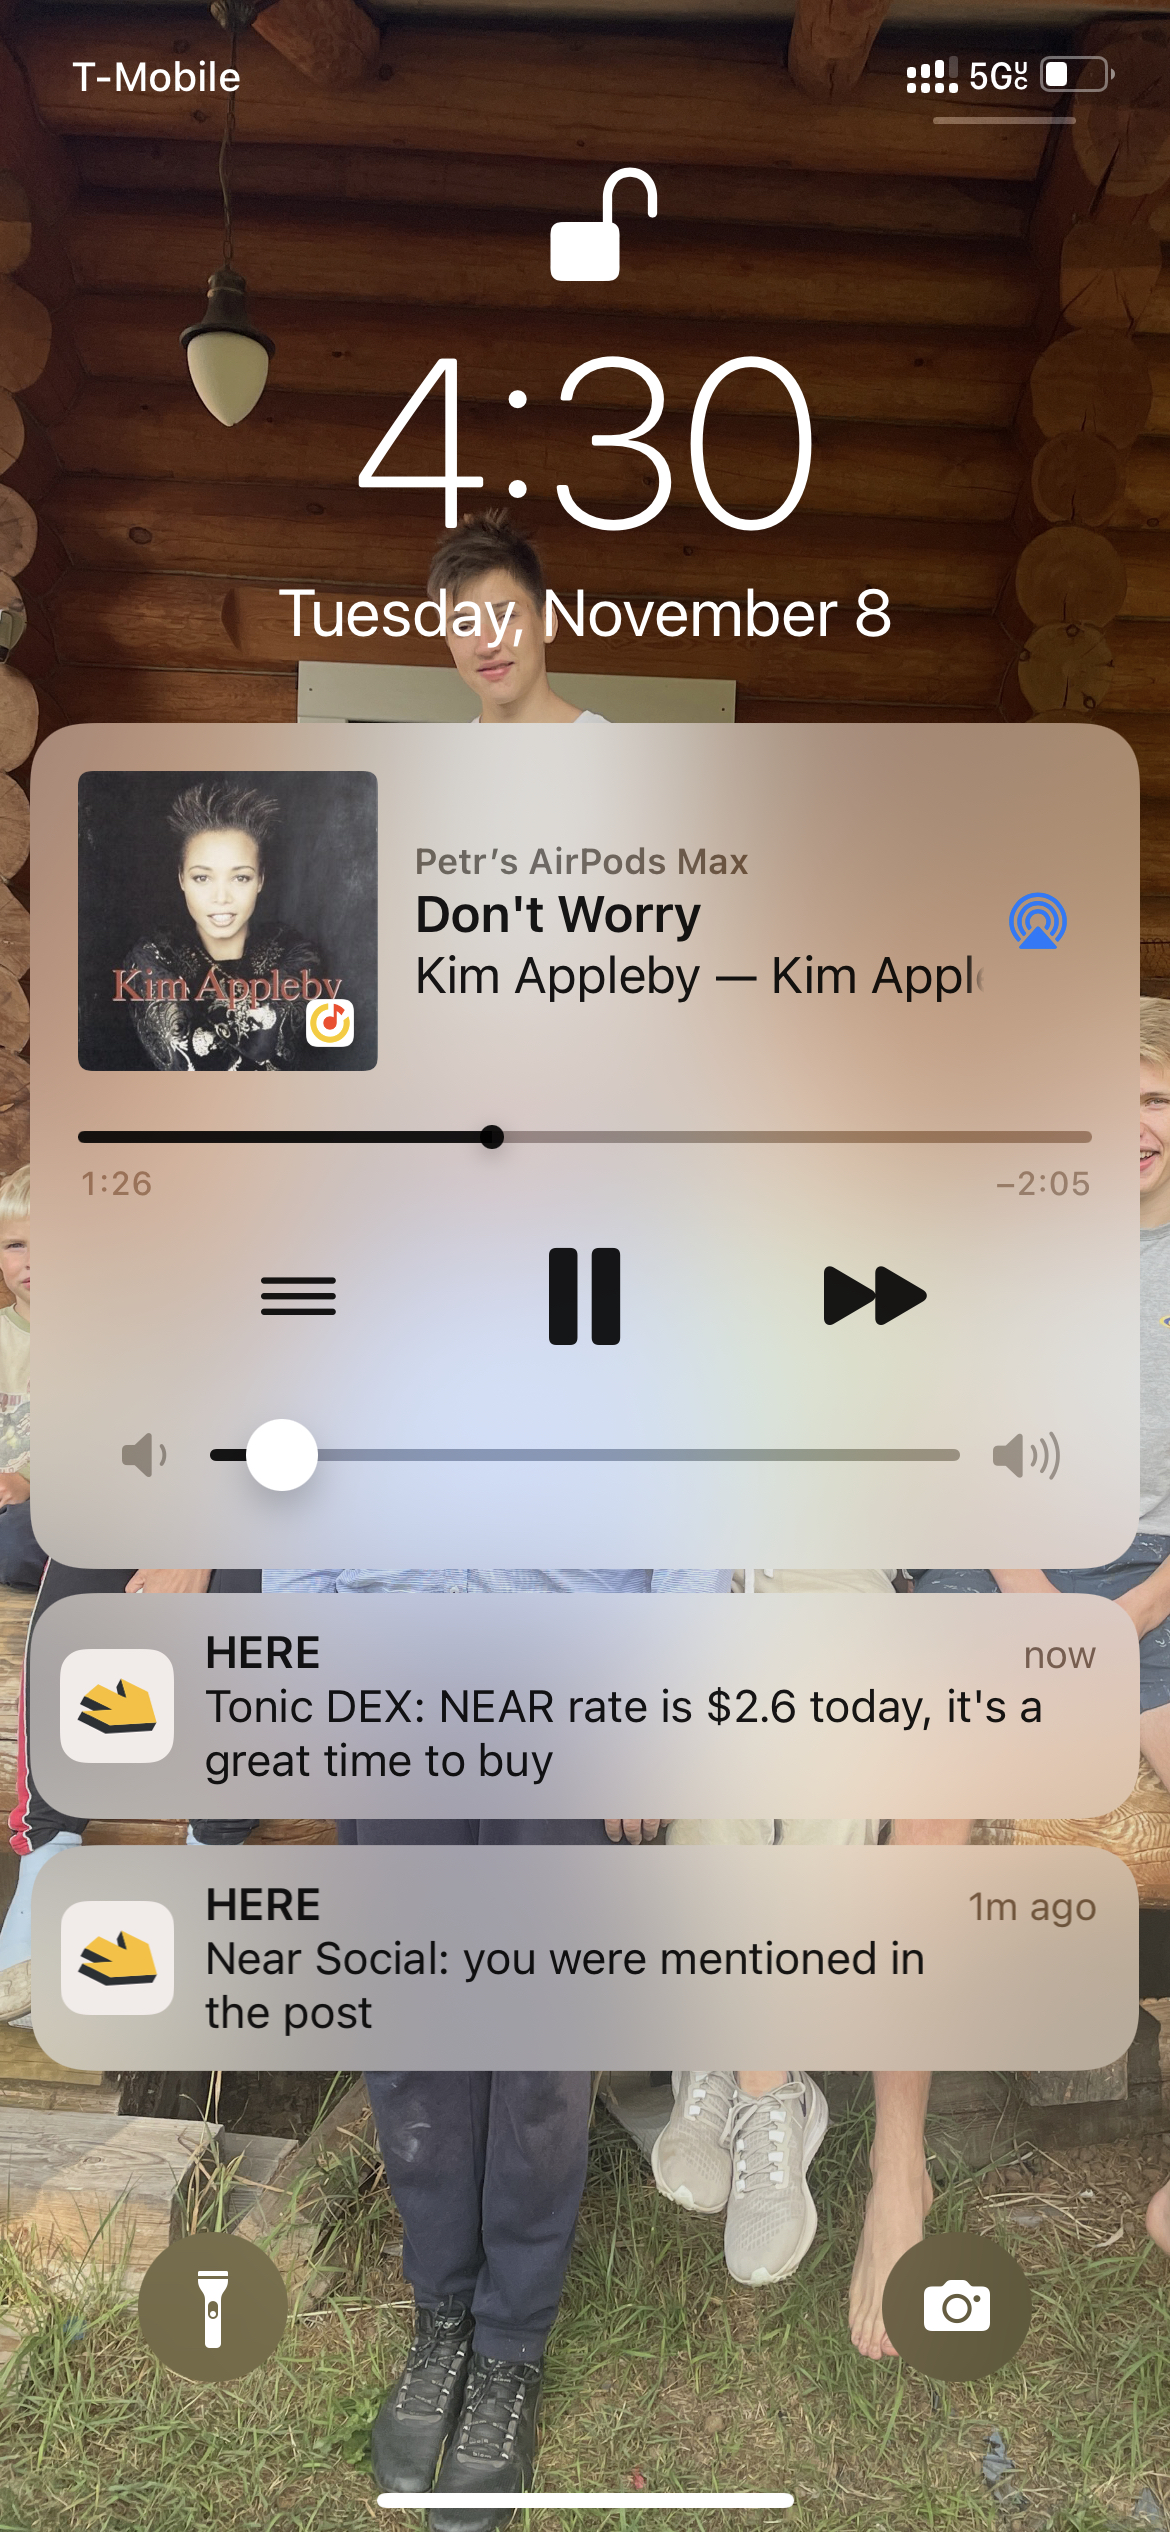 T-Mobile
5GUC
4:30
Tuesday, November 8
Kim Appleby
Petr's AirPods Max
Don't Worry
Kim Appleby — Kim Appl
1:26
–2:05
HERE
now
Tonic DEX: NEAR rate is $2.6 today, it's a
great time to buy
HERE
1m ago
Near Social: you were mentioned in
the post